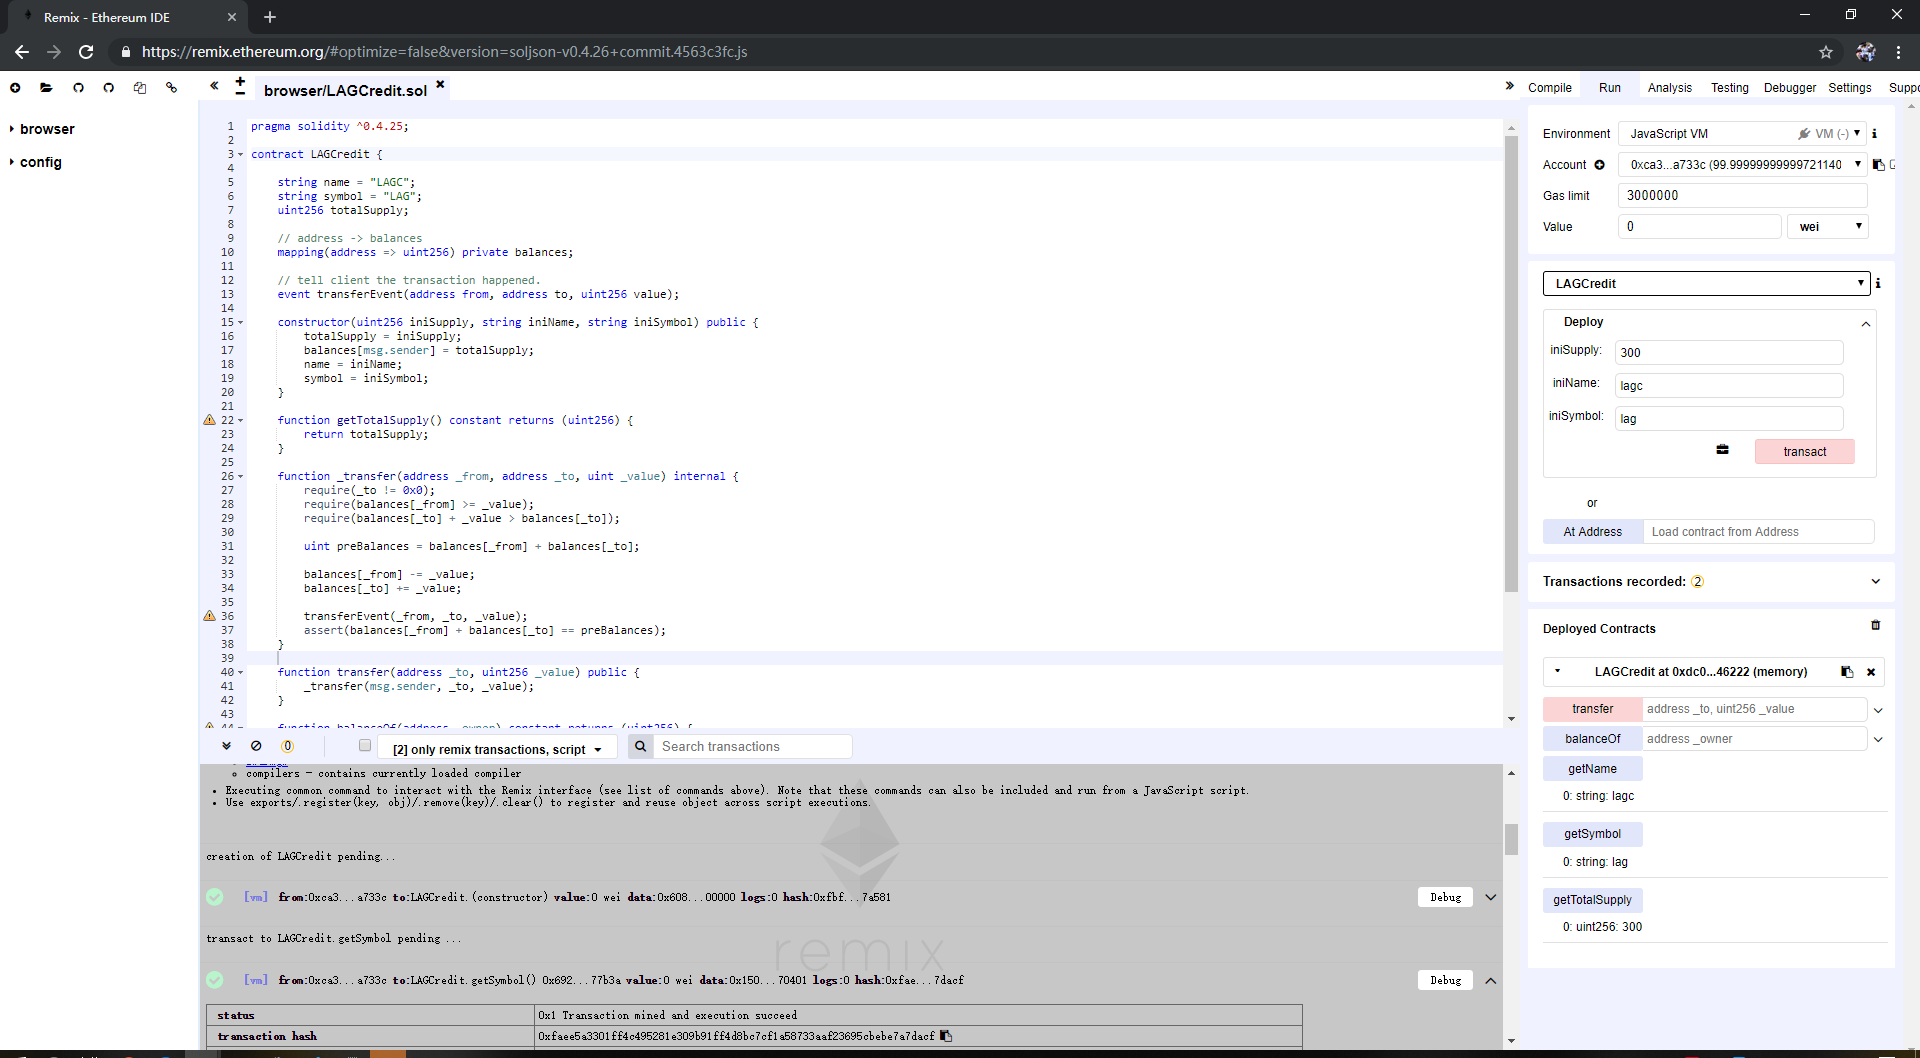 Remix - Ethereum IDE
https://remix.ethereum.org/#optimize=false&version=soljson-v0.4.26+commit.4563c3fc.js
browser
config
browser/LAGCredit.sol
1 pragma solidity ^0.4.25;
2
3 contract LAGCredit {
4
5 string name = "LAGC";
6 string symbol = "LAG";
7 uint256 totalSupply;
8
9 // address -> balances
10 mapping(address => uint256) private balances;
11
12 // tell client the transaction happened.
13 event transferEvent(address from, address to, uint256 value);
14
15 constructor(uint256 iniSupply, string iniName, string iniSymbol) public {
16 totalSupply = iniSupply;
17 balances[msg.sender] = totalSupply;
18 name = iniName;
19 symbol = iniSymbol;
20 }
21
22 function getTotalSupply() constant returns (uint256) {
23 return totalSupply;
24 }
25
26 function _transfer(address _from, address _to, uint _value) internal {
27 require(_to != 0x0);
28 require(balances[_from] >= _value);
29 require(balances[_to] + _value > balances[_to]);
30
31 uint preBalances = balances[_from] + balances[_to];
32
33 balances[_from] -= _value;
34 balances[_to] += _value;
35
36 transferEvent(_from, _to, _value);
37 assert(balances[_from] + balances[_to] == preBalances);
38 }
39
40 function transfer(address _to, uint256 _value) public {
41 _transfer(msg.sender, _to, _value);
42 }
43
44 function balanceOf(address _owner) constant returns (uint256) {
0
[2] only remix transactions, script
Search transactions
compilers - contains currently loaded compiler
Executing common command to interact with the Remix interface (see list of commands above). Note that these commands can also be included and run from a JavaScript script.
Use exports/.register(key, obj)/.remove(key)/.clear() to register and reuse object across script executions.
creation of LAGCredit pending...
[vm] from:0xca3...a733c to:LAGCredit.(constructor) value:0 wei data:0x608...00000 logs:0 hash:0xfbf...7a581
Debug
transact to LAGCredit.getSymbol pending ...
remix
[vm] from:0xca3...a733c to:LAGCredit.getSymbol() 0x692...77b3a value:0 wei data:0x150...70401 logs:0 hash:0xfae...7dacf
Debug
status 0x1 Transaction mined and execution succeed
transaction hash 0xfaee5a3301ff4c495281e309b91ff4d8bc7cf1a58733aaf23695cbebe7a7dacf
Compile Run Analysis Testing Debugger Settings Suppo
Environment JavaScript VM VM (-)
Account 0xca3...a733c (99.99999999999721140
Gas limit 3000000
Value 0 wei
LAGCredit
Deploy
iniSupply: 300
iniName: lagc
iniSymbol: lag
transact
or
At Address Load contract from Address
Transactions recorded: 2
Deployed Contracts
LAGCredit at 0xdc0...46222 (memory)
transfer address _to, uint256 _value
balanceOf address _owner
getName
0: string: lagc
getSymbol
0: string: lag
getTotalSupply
0: uint256: 300